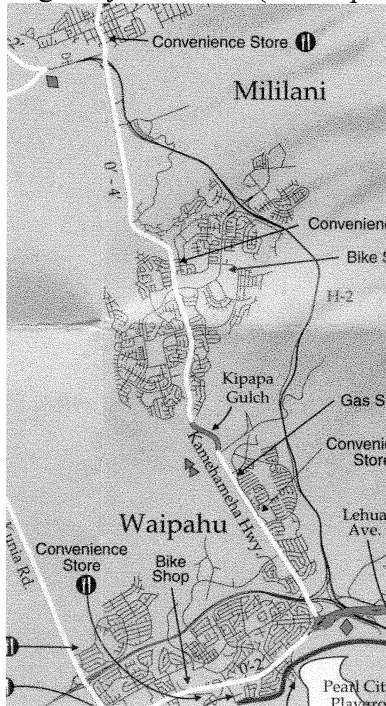 Convenience Store
Mililani
0' - 4'
Convenience
Bike S
H-2
Kipapa
Gulch
Gas S
Kamehameha Hwy.
Convenie
Store
Waipahu
Lehua
Ave.
Kunia Rd.
Convenience
Store
Bike
Shop
0'-2'
Pearl Cit
Playgro